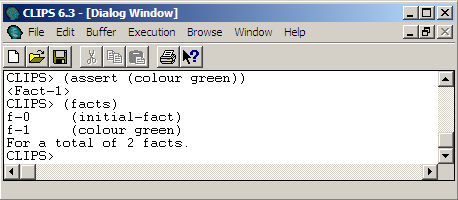 CLIPS 6.3 - [Dialog Window]
File Edit Buffer Execution Browse Window Help
CLIPS> (assert (colour green))
<Fact-1>
CLIPS> (facts)
f-0     (initial-fact)
f-1     (colour green)
For a total of 2 facts.
CLIPS>